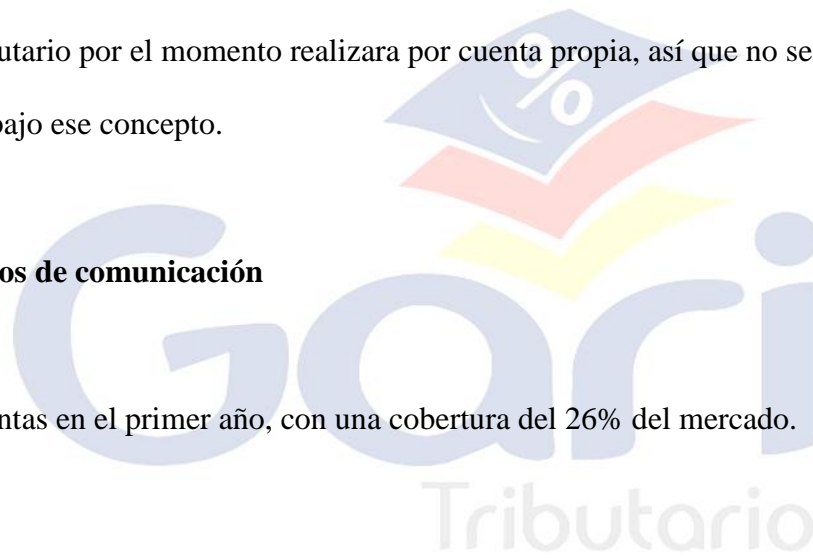 utario por el momento realizara por cuenta propia, así que no se
bajo ese concepto.
os de comunicación
ntas en el primer año, con una cobertura del 26% del mercado.
%
Gari
Tributario